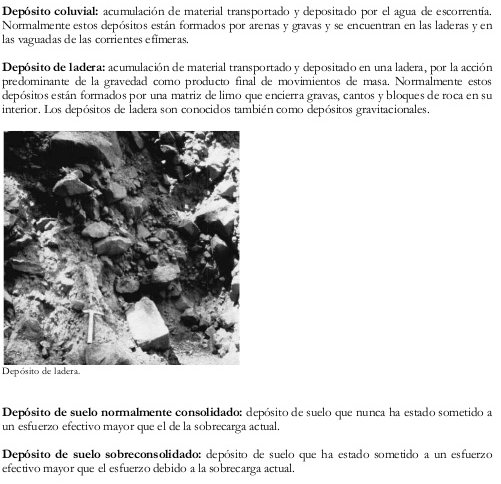 Depósito coluvial: acumulación de material transportado y depositado por el agua de escorrentía.
Normalmente estos depósitos están formados por arenas y gravas y se encuentran en las laderas y en
las vaguadas de las corrientes efímeras.
Depósito de ladera: acumulación de material transportado y depositado en una ladera, por la acción
predominante de la gravedad como producto final de movimientos de masa. Normalmente estos
depósitos están formados por una matriz de limo que encierra gravas, cantos y bloques de roca en su
interior. Los depósitos de ladera son conocidos también como depósitos gravitacionales.
Depósito de ladera.
Depósito de suelo normalmente consolidado: depósito de suelo que nunca ha estado sometido a
un esfuerzo efectivo mayor que el de la sobrecarga actual.
Depósito de suelo sobreconsolidado: depósito de suelo que ha estado sometido a un esfuerzo
efectivo mayor que el esfuerzo debido a la sobrecarga actual.